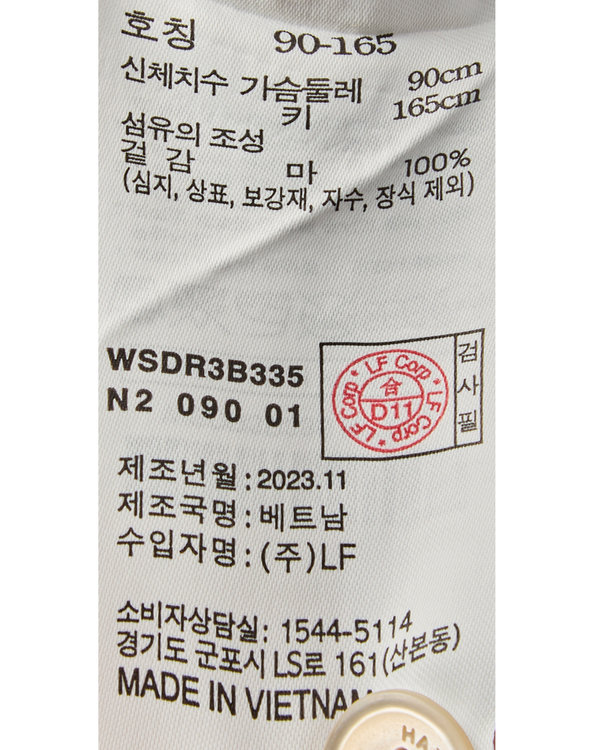 호칭 90-165
신체치수 가슴둘레 90cm
키 165cm
섬유의 조성
겉감 마 100%
(심지, 상표, 보강재, 자수, 장식 제외)
WSDR3B335
N2 090 01
LF Corp * LF Corp * LF Corp *
合
D11
검사필
제조년월 : 2023.11
제조국명 : 베트남
수입자명 : (주)LF
소비자상담실: 1544-5114
경기도 군포시 LS로 161(산본동)
MADE IN VIETNAM